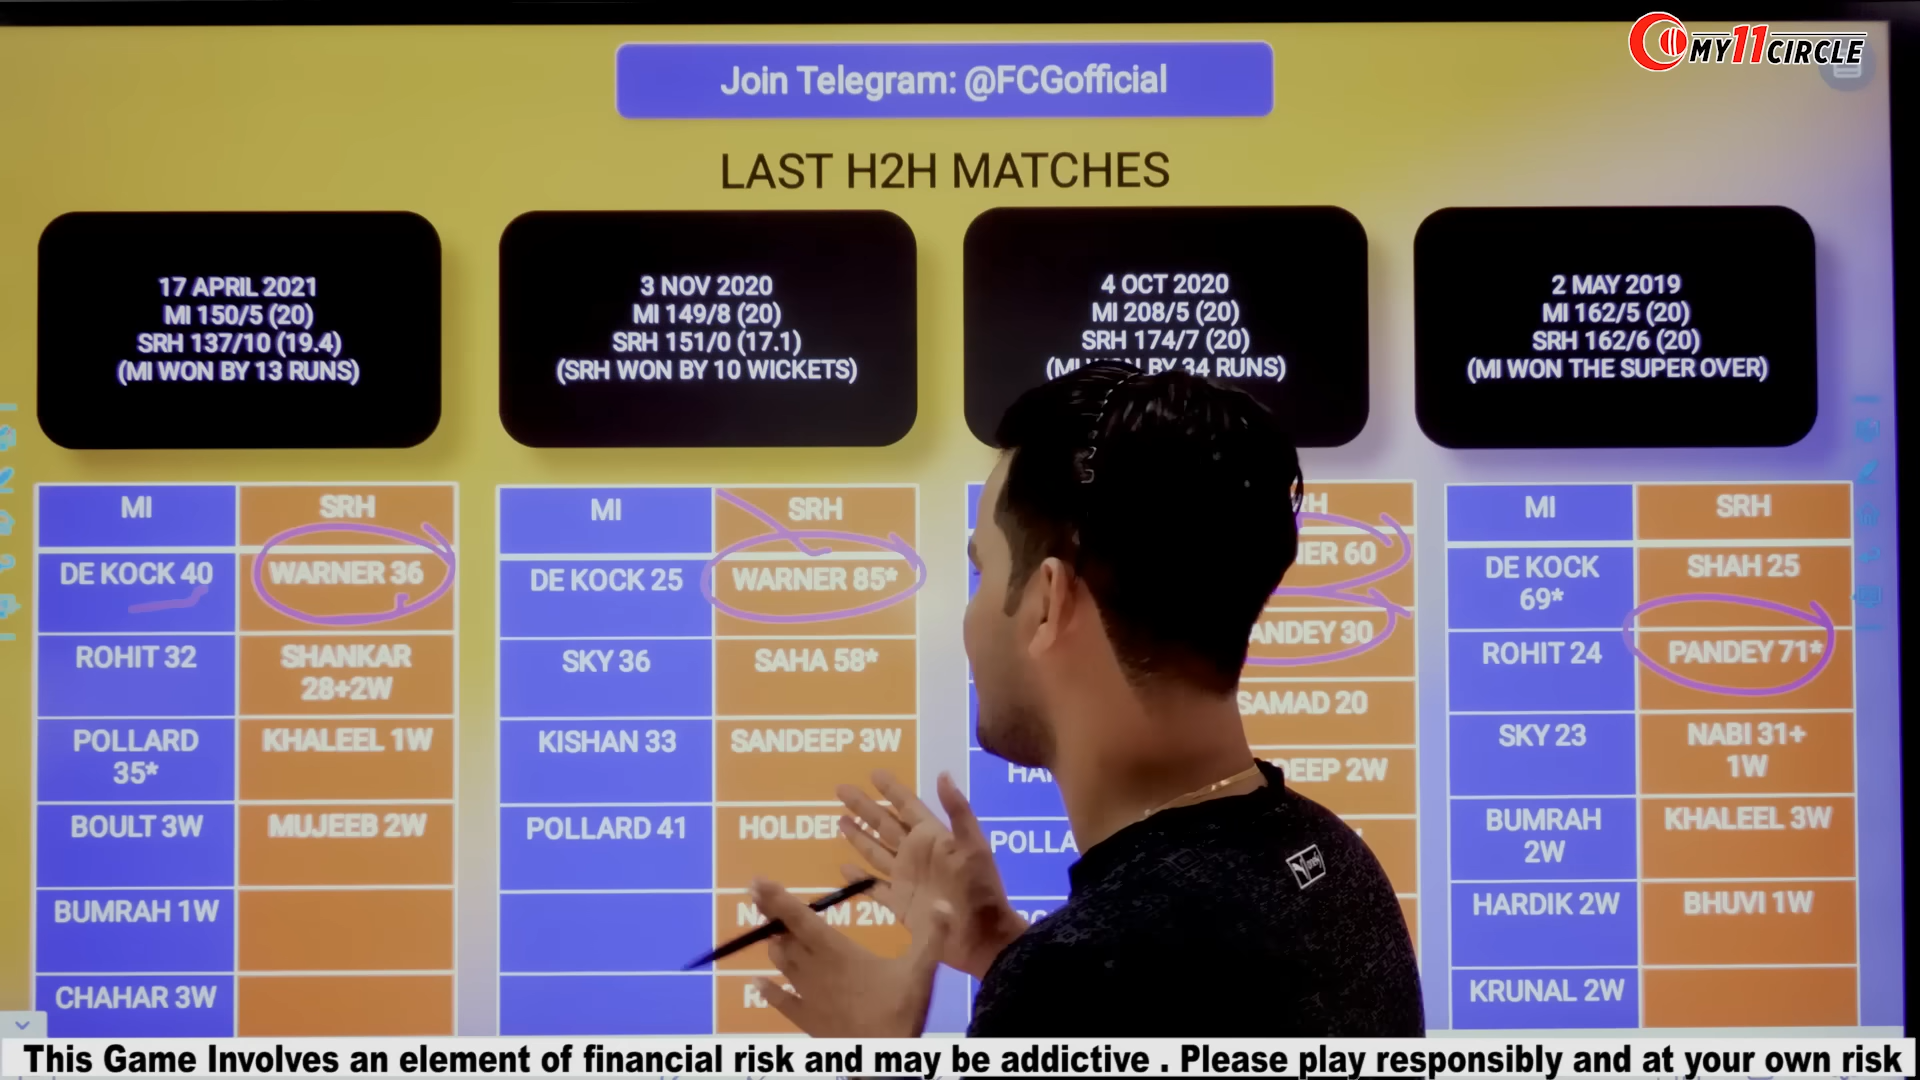 MY11CIRCLE
Join Telegram: @FCGofficial
LAST H2H MATCHES
17 APRIL 2021
MI 150/5 (20)
SRH 137/10 (19.4)
(MI WON BY 13 RUNS)
3 NOV 2020
MI 149/8 (20)
SRH 151/0 (17.1)
(SRH WON BY 10 WICKETS)
4 OCT 2020
MI 208/5 (20)
SRH 174/7 (20)
BY 34 RUNS)
2 MAY 2019
MI 162/5 (20)
SRH 162/6 (20)
(MI WON THE SUPER OVER)
MI SRH
DE KOCK 40 WARNER 36
ROHIT 32 SHANKAR
28+2W
POLLARD
35*
KHALEEL 1W
BOULT 3W MUJEEB 2W
BUMRAH 1W
CHAHAR 3W
MI SRH
DE KOCK 25 WARNER 85*
SKY 36 SAHA 58*
KISHAN 33 SANDEEP 3W
POLLARD 41
2W
60
30
SAMAD 20
2W
MI SRH
DE KOCK
69*
SHAH 25
ROHIT 24 PANDEY 71*
SKY 23 NABI 31+
1W
BUMRAH
2W
KHALEEL 3W
HARDIK 2W BHUVI 1W
KRUNAL 2W
This Game Involves an element of financial risk and may be addictive . Please play responsibly and at your own risk